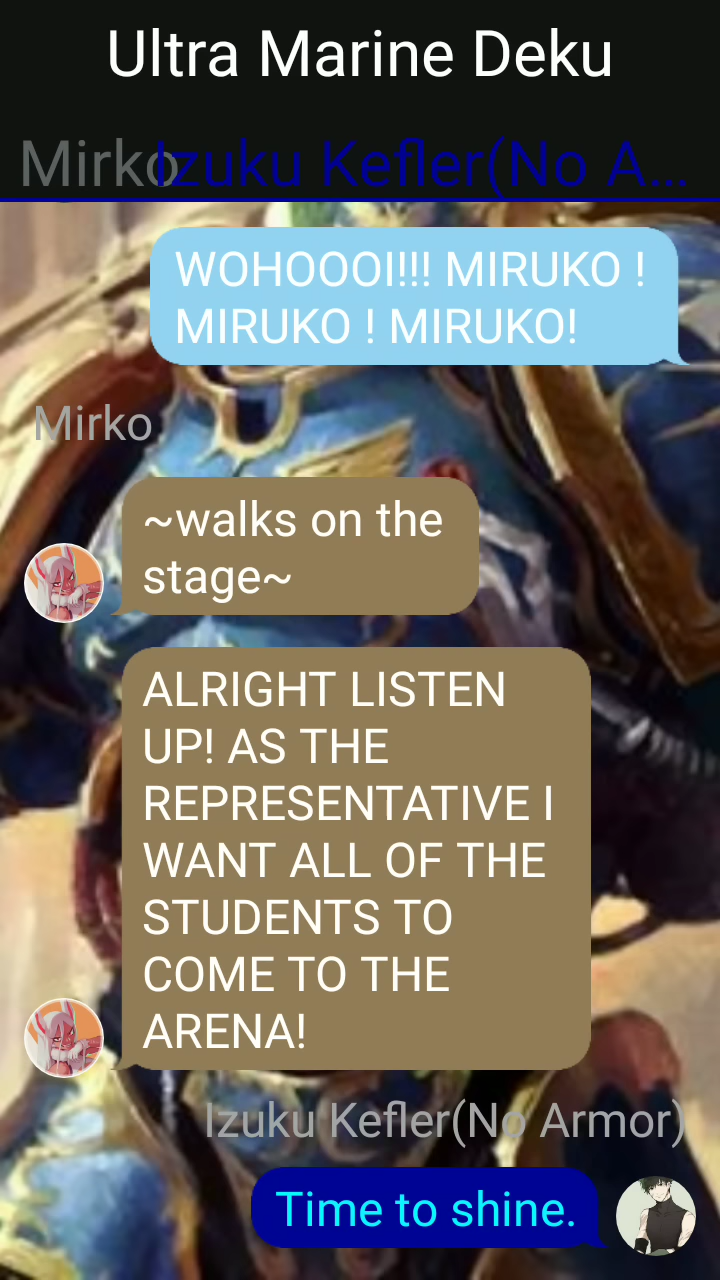 Ultra Marine Deku
Mirko
Izuku Kefler(No A...
WOHOOOI!!! MIRUKO !
MIRUKO ! MIRUKO!
Mirko
~walks on the
stage~
ALRIGHT LISTEN
UP! AS THE
REPRESENTATIVE I
WANT ALL OF THE
STUDENTS TO
COME TO THE
ARENA!
Izuku Kefler(No Armor)
Time to shine.